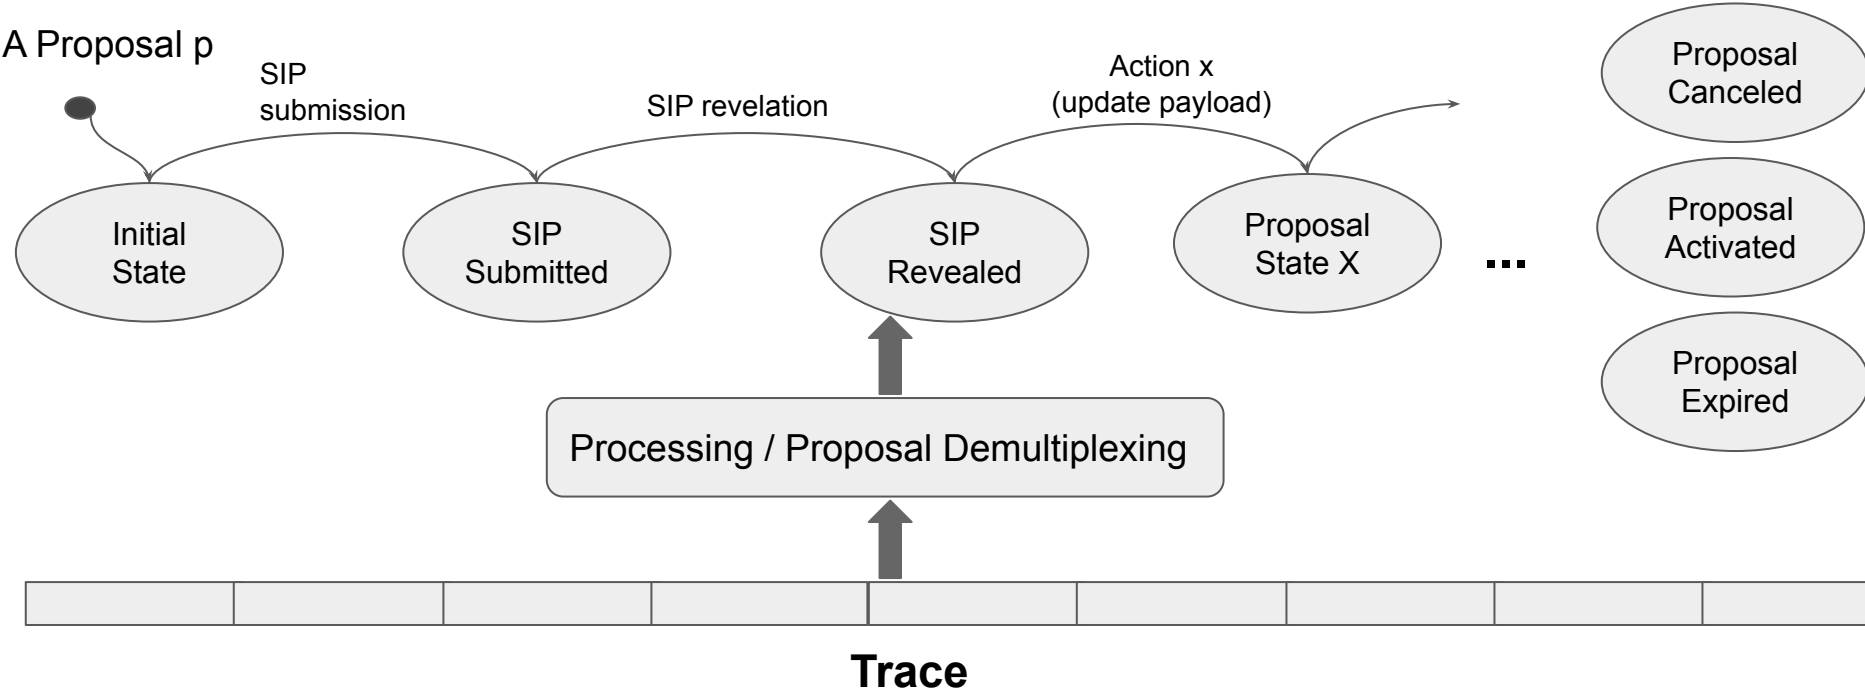 A Proposal p
SIP
submission
SIP revelation
Action x
(update payload)
Proposal
Canceled
Initial
State
SIP
Submitted
SIP
Revealed
Proposal
State X
...
Proposal
Activated
Proposal
Expired
Processing / Proposal Demultiplexing
Trace